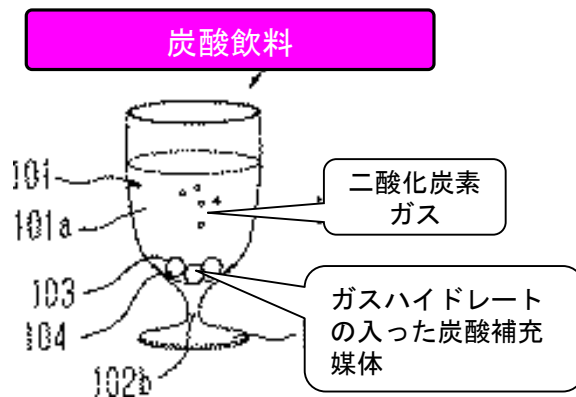 炭酸飲料
101
101a
二酸化炭素
ガス
103
104
102b
ガスハイドレート
の入った炭酸補充
媒体